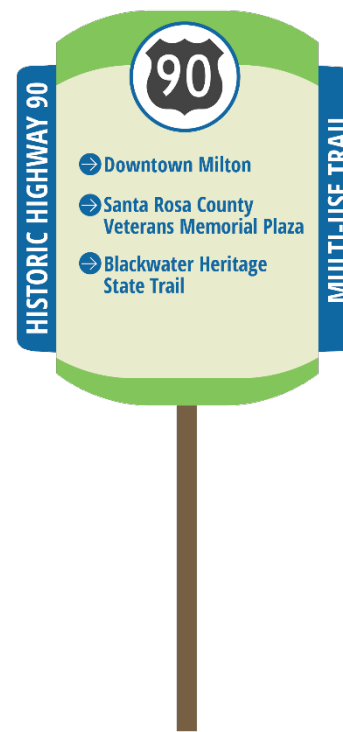 90
HISTORIC HIGHWAY 90
Downtown Milton
Santa Rosa County
Veterans Memorial Plaza
Blackwater Heritage
State Trail
MULTI-USE TRAIL